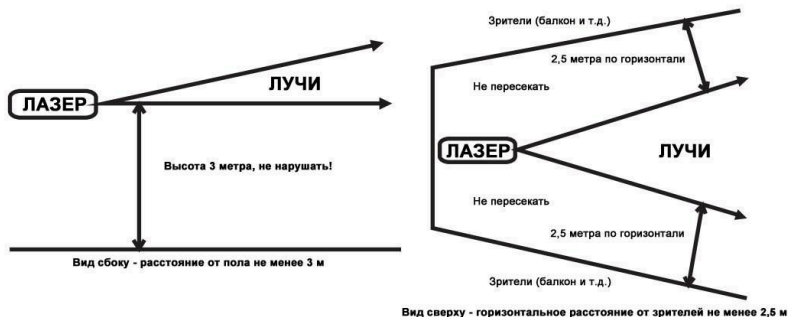 ЛАЗЕР
ЛУЧИ
Высота 3 метра, не нарушать!
Вид сбоку - расстояние от пола не менее 3 м
Зрители (балкон и т.д.)
2,5 метра по горизонтали
Не пересекать
ЛАЗЕР
ЛУЧИ
Не пересекать
2,5 метра по горизонтали
Зрители (балкон и т.д.)
Вид сверху - горизонтальное расстояние от зрителей не менее 2,5 м